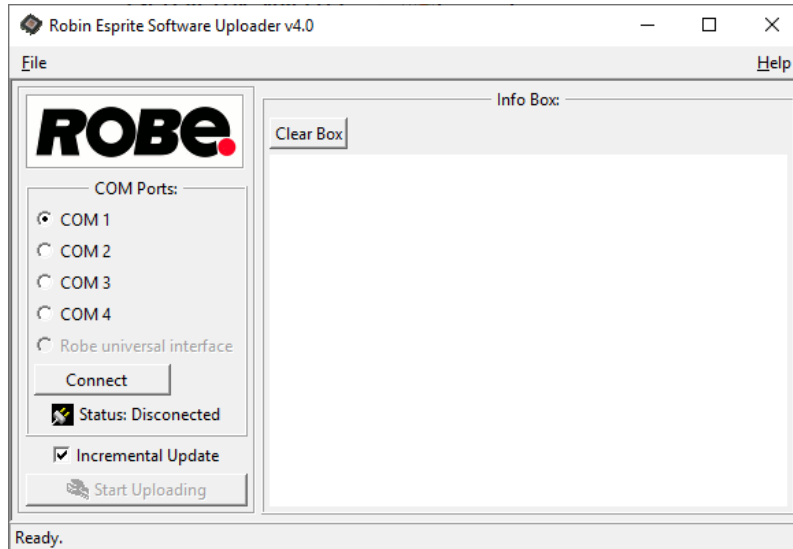 Robin Esprite Software Uploader v4.0
File
Help
ROBE.
COM Ports:
COM 1
COM 2
COM 3
COM 4
Robe universal interface
Connect
Status: Disconected
Incremental Update
Start Uploading
Info Box:
Clear Box
Ready.